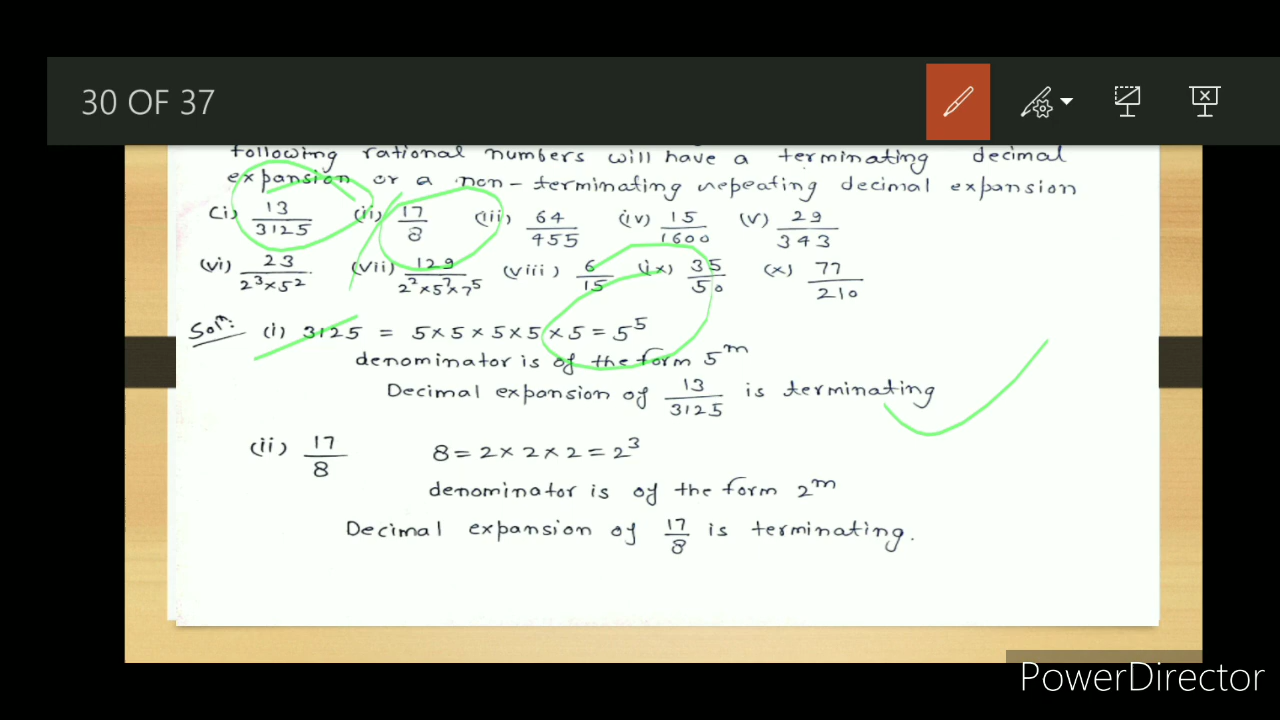 30 OF 37
following rational numbers will have a terminating decimal
expansion or a non-terminating repeating decimal expansion
(i) 13/3125 (ii) 17/8 (iii) 64/455 (iv) 15/1600 (v) 29/343
(vi) 23/2³×5² (vii) 129/2²×5⁷×7⁵ (viii) 6/15 (ix) 35/50 (x) 77/210
Solⁿ. (i) 3125 = 5×5×5×5×5 = 5⁵
denominator is of the form 5ᵐ
Decimal expansion of 13/3125 is terminating
(ii) 17/8 8 = 2×2×2 = 2³
denominator is of the form 2ᵐ
Decimal expansion of 17/8 is terminating.
PowerDirector